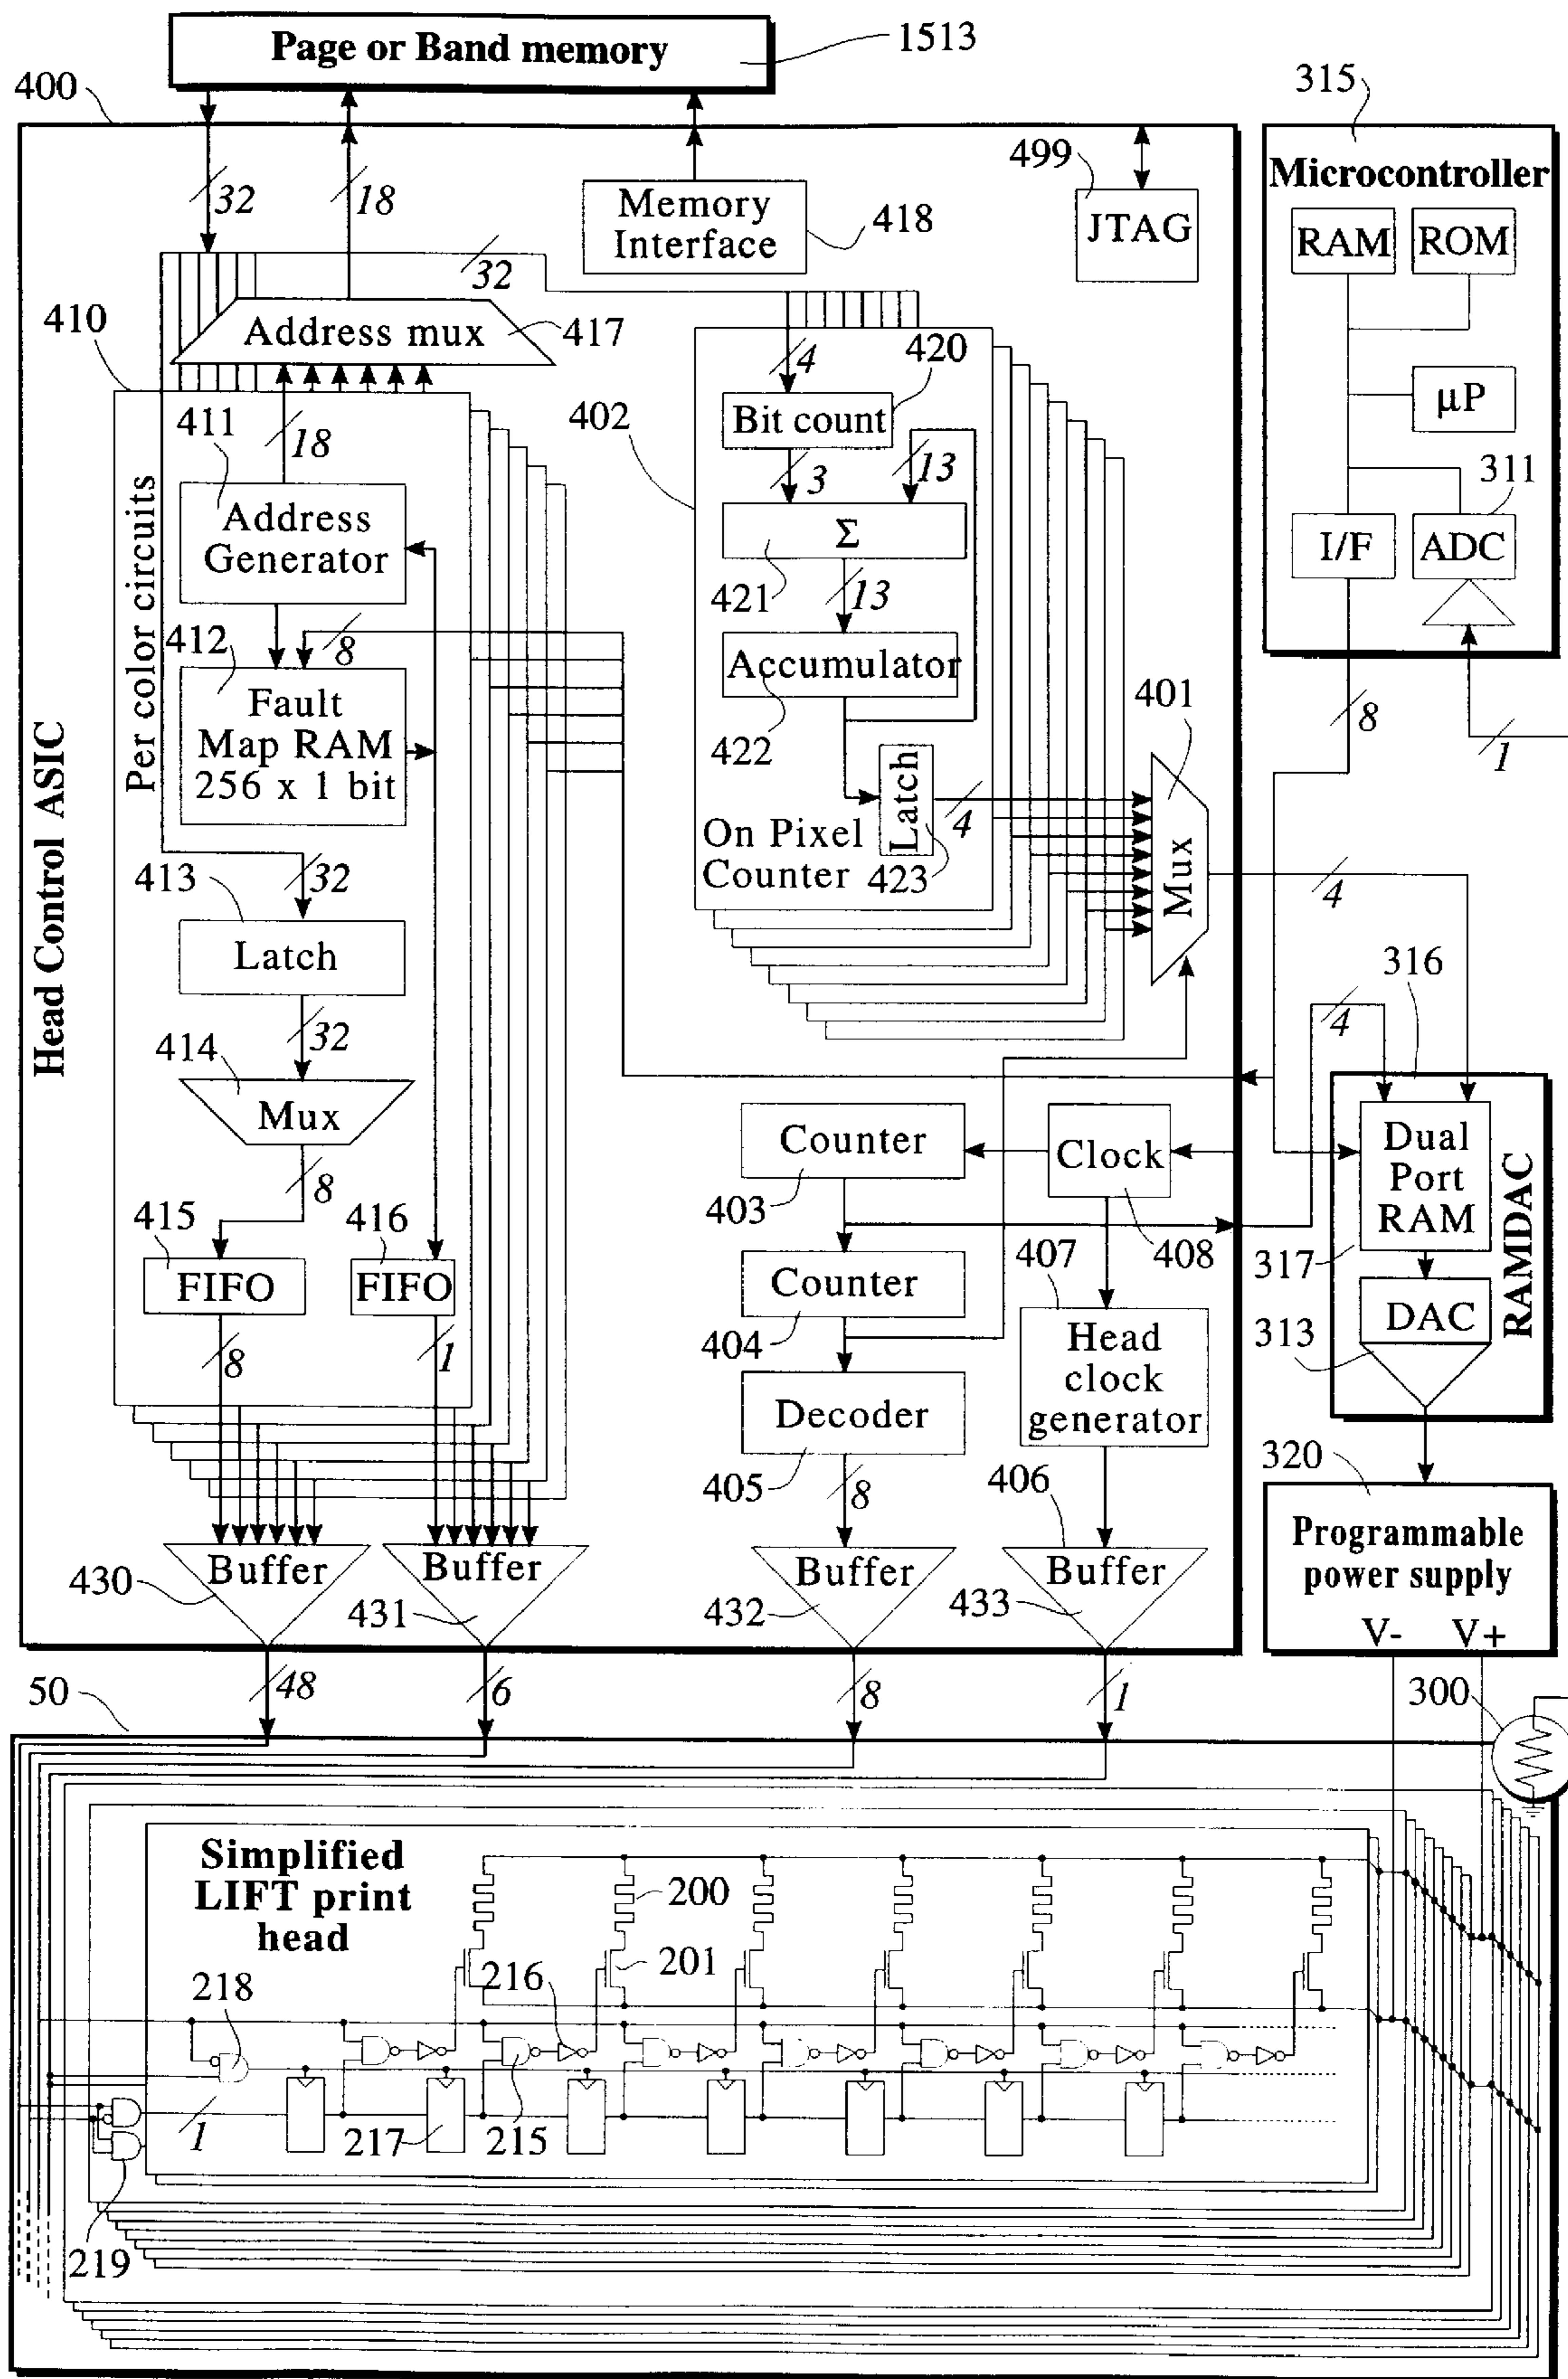 Page or Band memory
1513
400
315
499
Microcontroller
32
18
Memory
Interface
418
JTAG
RAM
ROM
32
410
Address mux
417
4
420
µP
411
18
402
Bit count
3
13
311
Address
Generator
Σ
I/F
ADC
421
13
412
8
Accumulator
422
401
8
1
Fault
Map RAM
256 x 1 bit
Per color circuits
Head Control ASIC
Latch
4
On Pixel
Counter
423
Mux
4
413
32
Latch
316
4
414
32
Mux
8
Counter
403
Clock
408
Dual
Port
RAM
RAMDAC
317
415
416
FIFO
FIFO
407
Counter
404
DAC
313
8
1
Head
clock
generator
Decoder
405
8
406
320
Programmable
power supply
V-
V+
Buffer
Buffer
Buffer
Buffer
430
431
432
433
48
6
8
1
50
300
Simplified
LIFT print
head
200
201
216
218
1
217
215
219